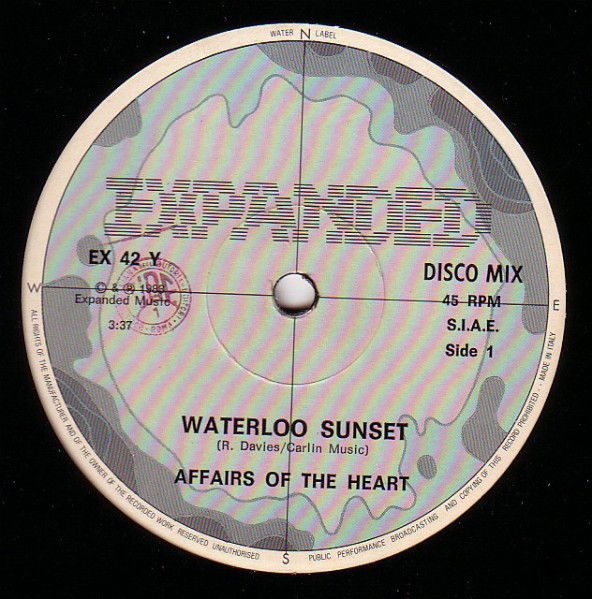 WATER N LABEL
EXPANDED
EX 42 Y
DISCO MIX
© & ℗ 1983
Expanded Music
3:37
45 RPM
S.I.A.E.
Side 1
W
E
WATERLOO SUNSET
(R. Davies/Carlin Music)
AFFAIRS OF THE HEART
ALL RIGHTS OF THE MANUFACTURER AND OF THE OWNER OF THE RECORDED WORK RESERVED UNAUTHORISED S PUBLIC PERFORMANCE BROADCASTING AND COPYING OF THIS RECORD PROHIBITED - MADE IN ITALY